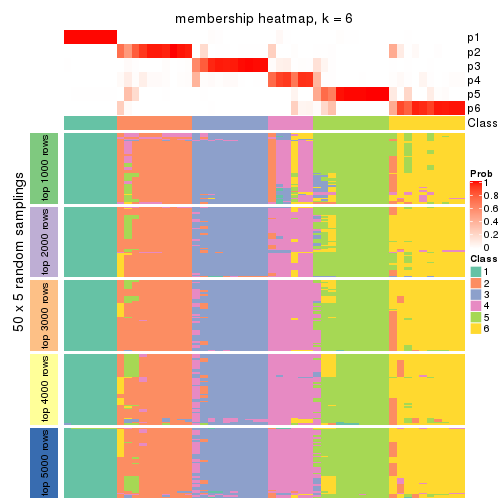 membership heatmap, k = 6
p1
p2
p3
p4
p5
p6
Class
50 x 5 random samplings
top 1000 rows
top 2000 rows
top 3000 rows
top 4000 rows
top 5000 rows
Prob
1
0.8
0.6
0.4
0.2
0
Class
1
2
3
4
5
6